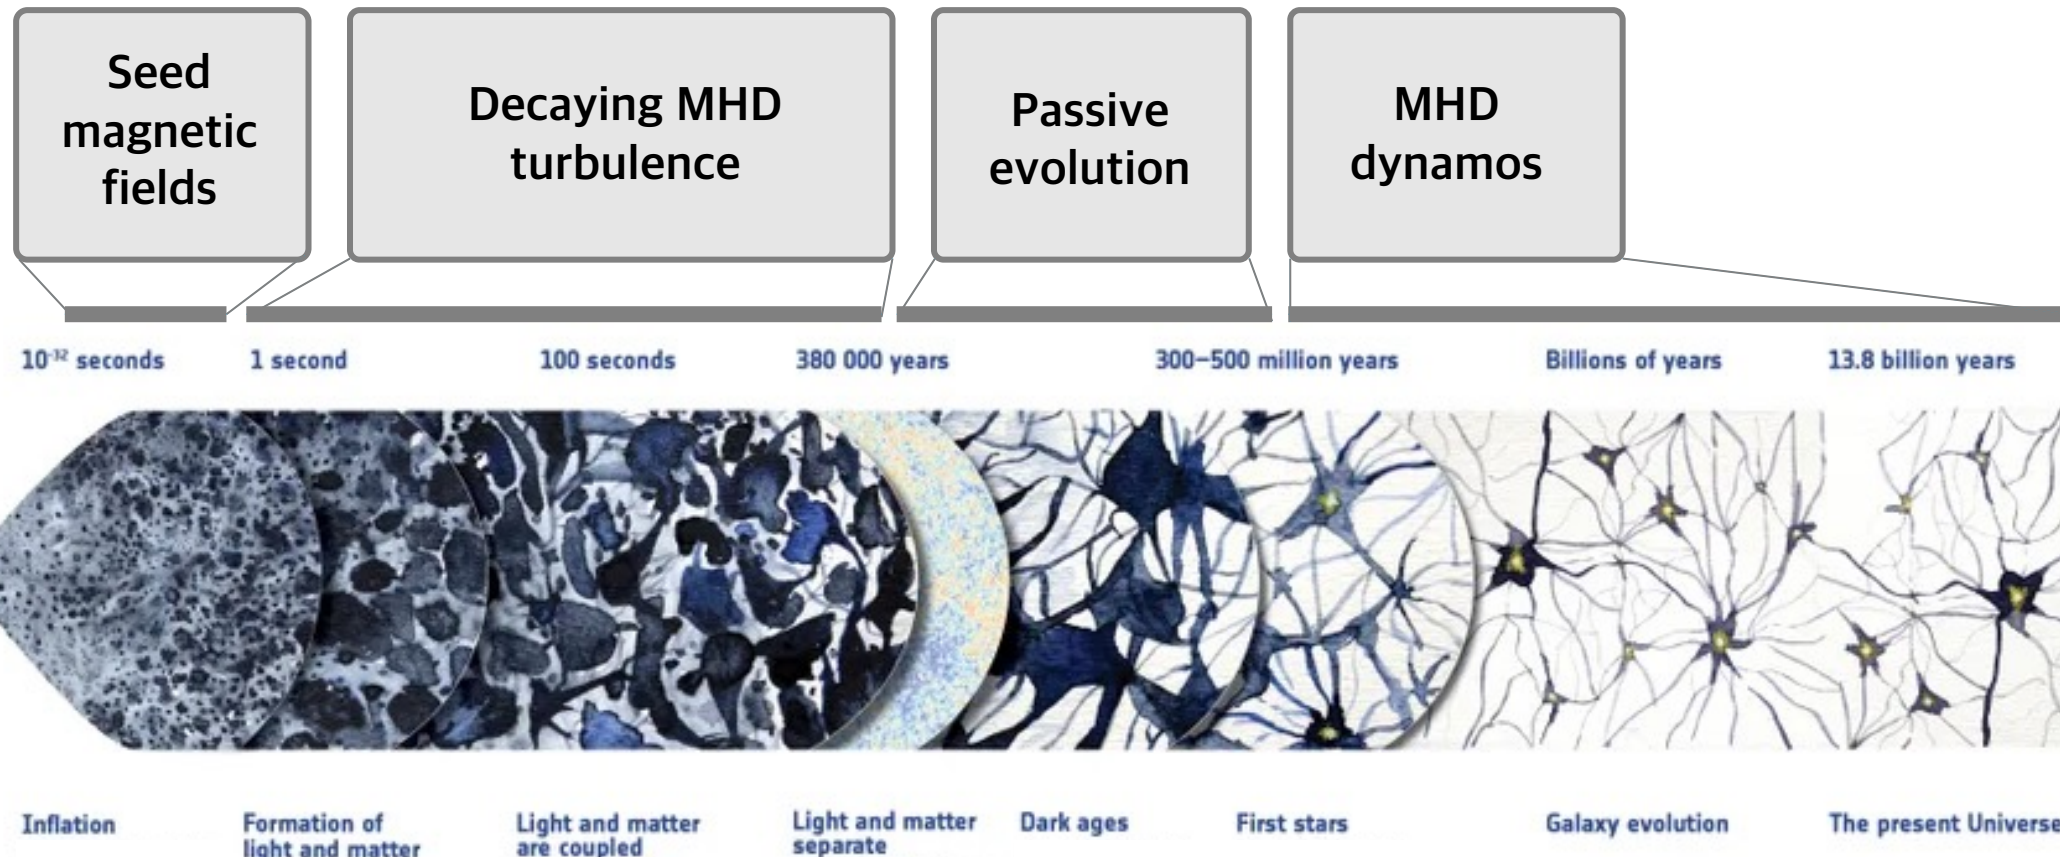 Seed
magnetic
fields
Decaying MHD
turbulence
Passive
evolution
MHD
dynamos
10⁻³² seconds
1 second
100 seconds
380 000 years
300–500 million years
Billions of years
13.8 billion years
Inflation
Formation of
light and matter
Light and matter
are coupled
Light and matter
separate
Dark ages
First stars
Galaxy evolution
The present Universe